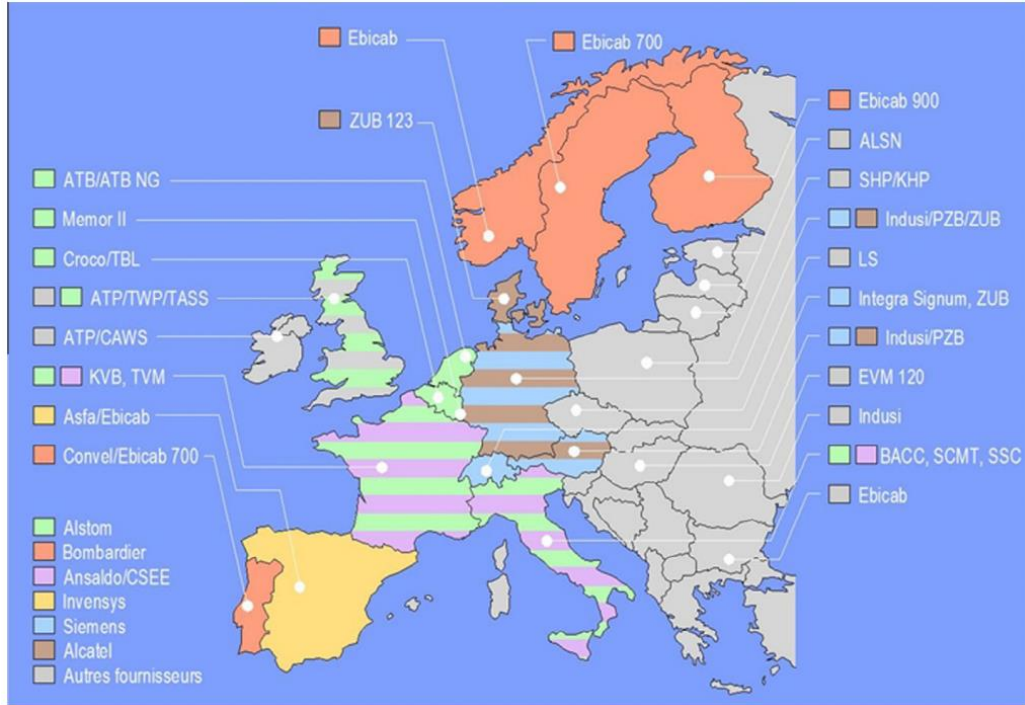 Ebicab
Ebicab 700
ZUB 123
Ebicab 900
ALSN
ATB/ATB NG
SHP/KHP
Memor II
Indusi/PZB/ZUB
Croco/TBL
LS
ATP/TWP/TASS
Integra Signum, ZUB
ATP/CAWS
Indusi/PZB
KVB, TVM
EVM 120
Asfa/Ebicab
Indusi
Convel/Ebicab 700
BACC, SCMT, SSC
Ebicab
Alstom
Bombardier
Ansaldo/CSEE
Invensys
Siemens
Alcatel
Autres fournisseurs